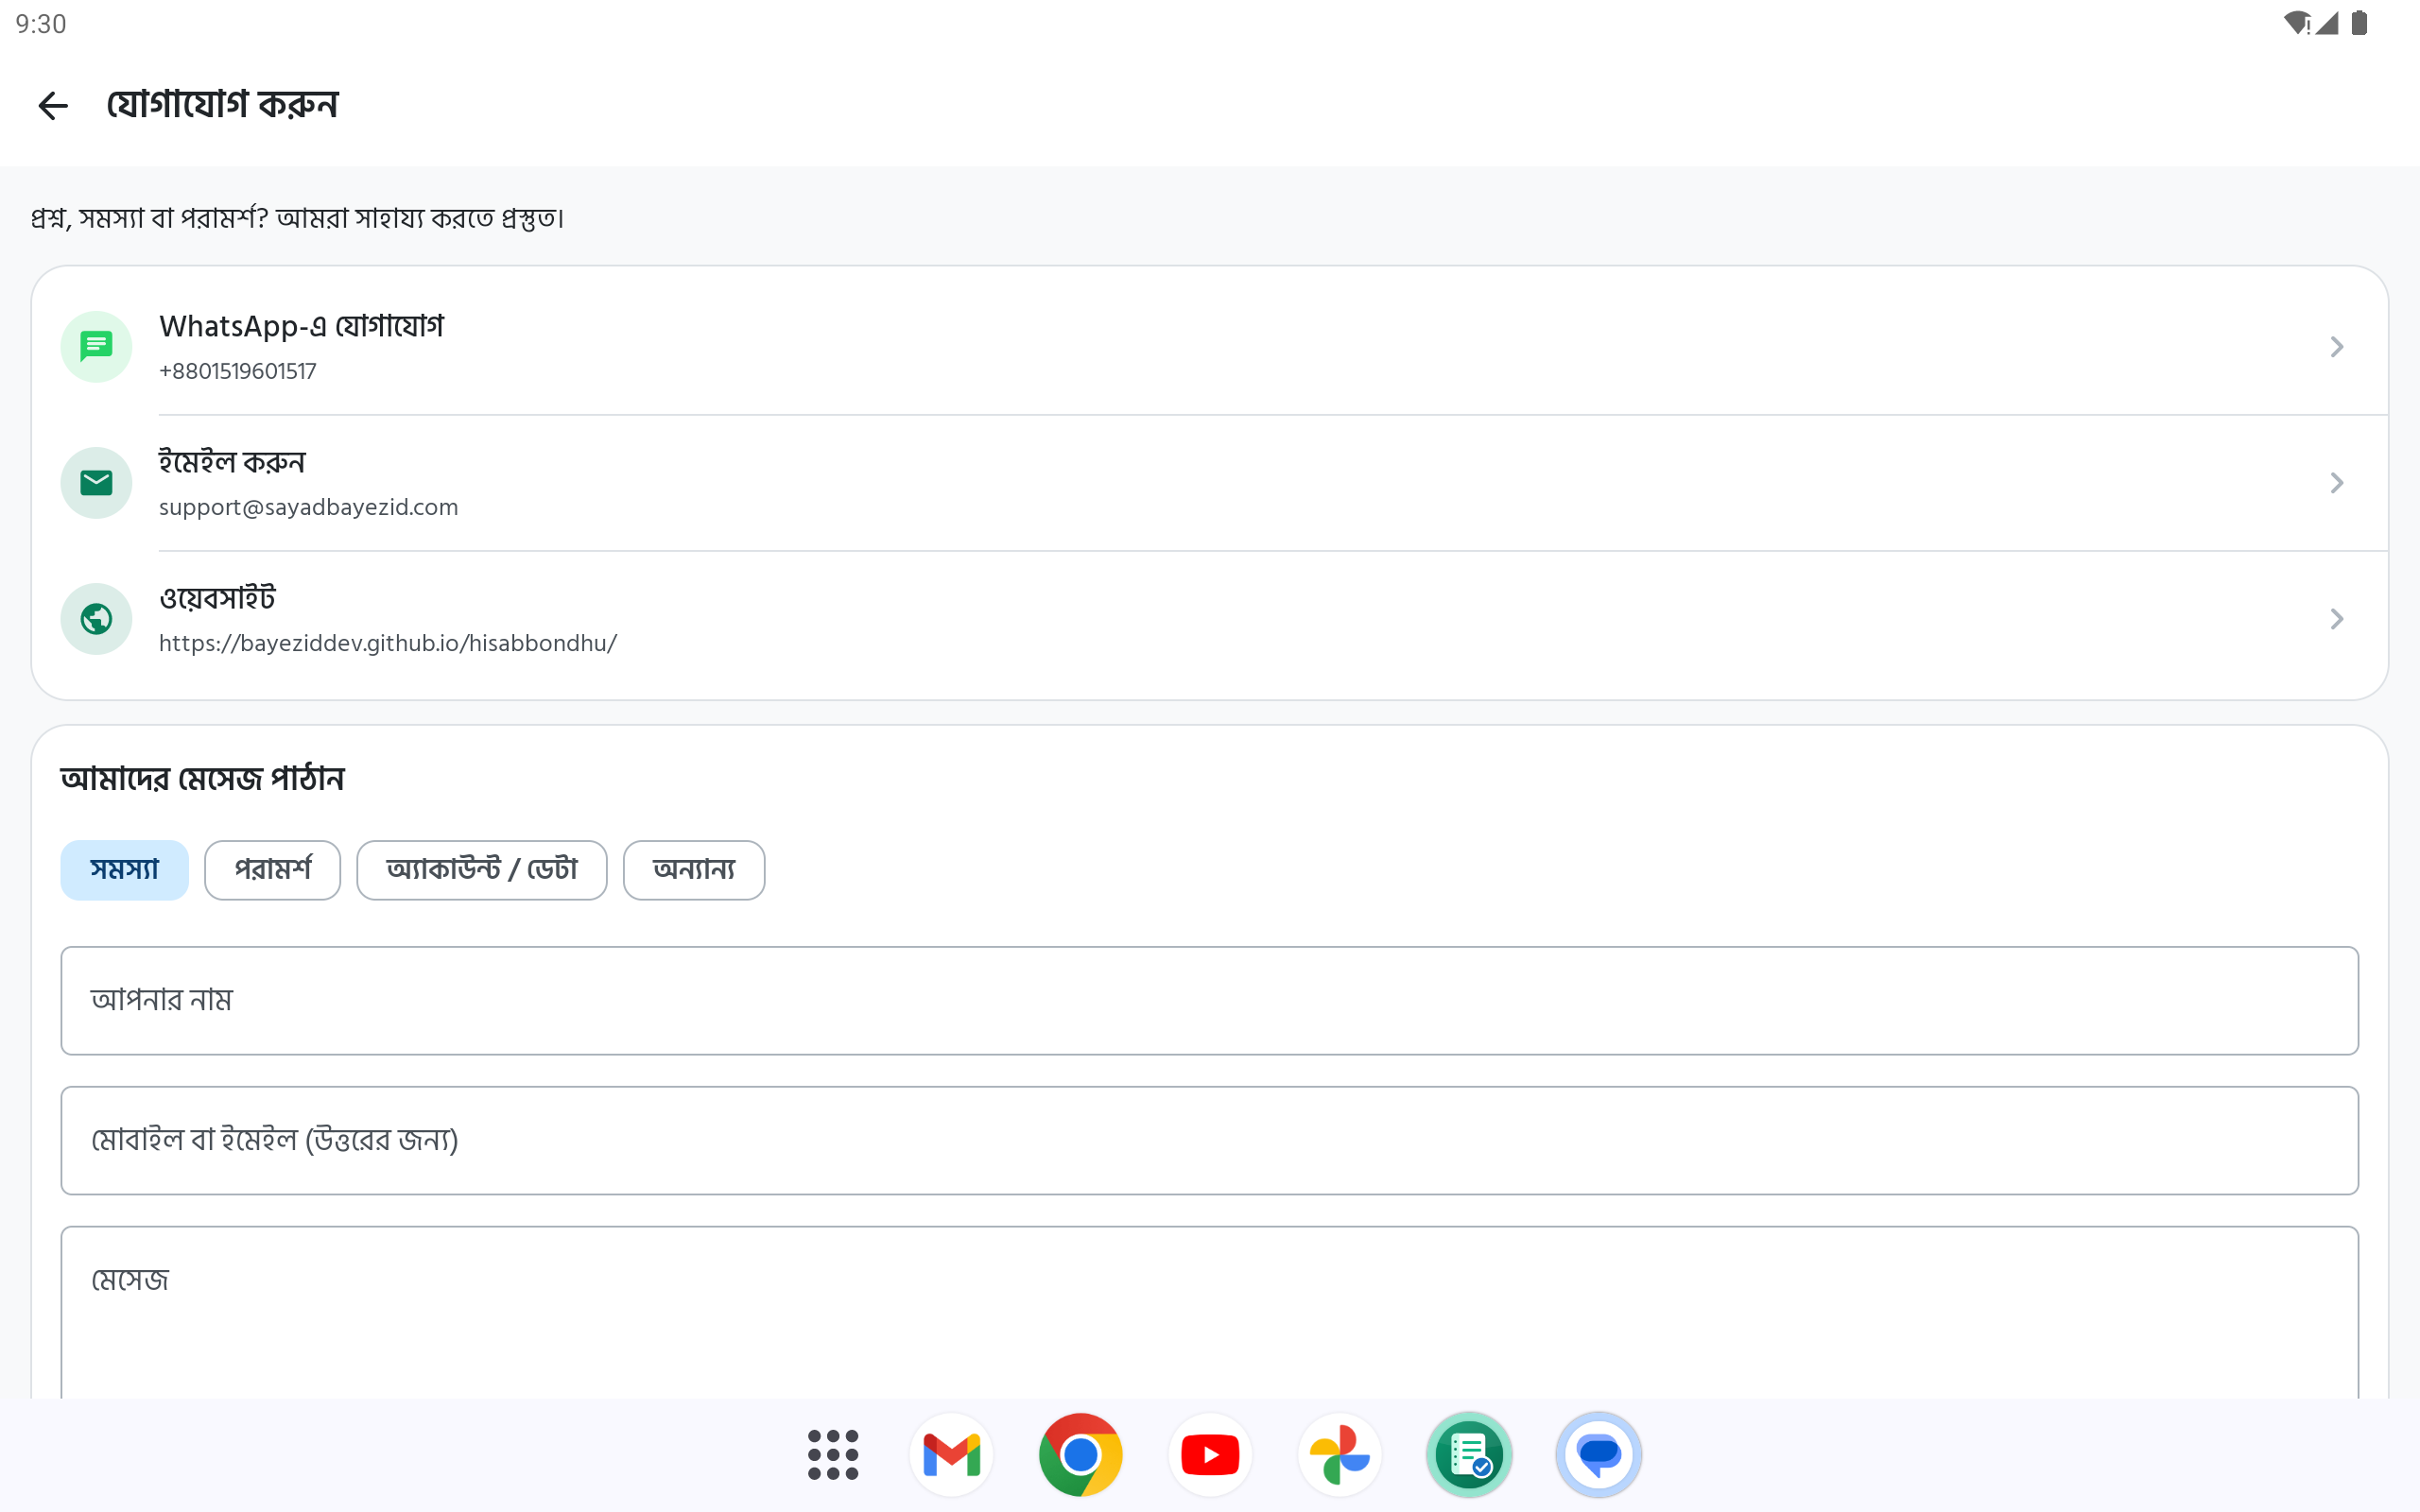 9:30
যোগাযোগ করুন
প্রশ্ন, সমস্যা বা পরামর্শ? আমরা সাহায্য করতে প্রস্তুত।
WhatsApp-এ যোগাযোগ
+8801519601517
ইমেইল করুন
support@sayadbayezid.com
ওয়েবসাইট
https://bayeziddev.github.io/hisabbondhu/
আমাদের মেসেজ পাঠান
সমস্যা
পরামর্শ
অ্যাকাউন্ট / ডেটা
অন্যান্য
আপনার নাম
মোবাইল বা ইমেইল (উত্তরের জন্য)
মেসেজ